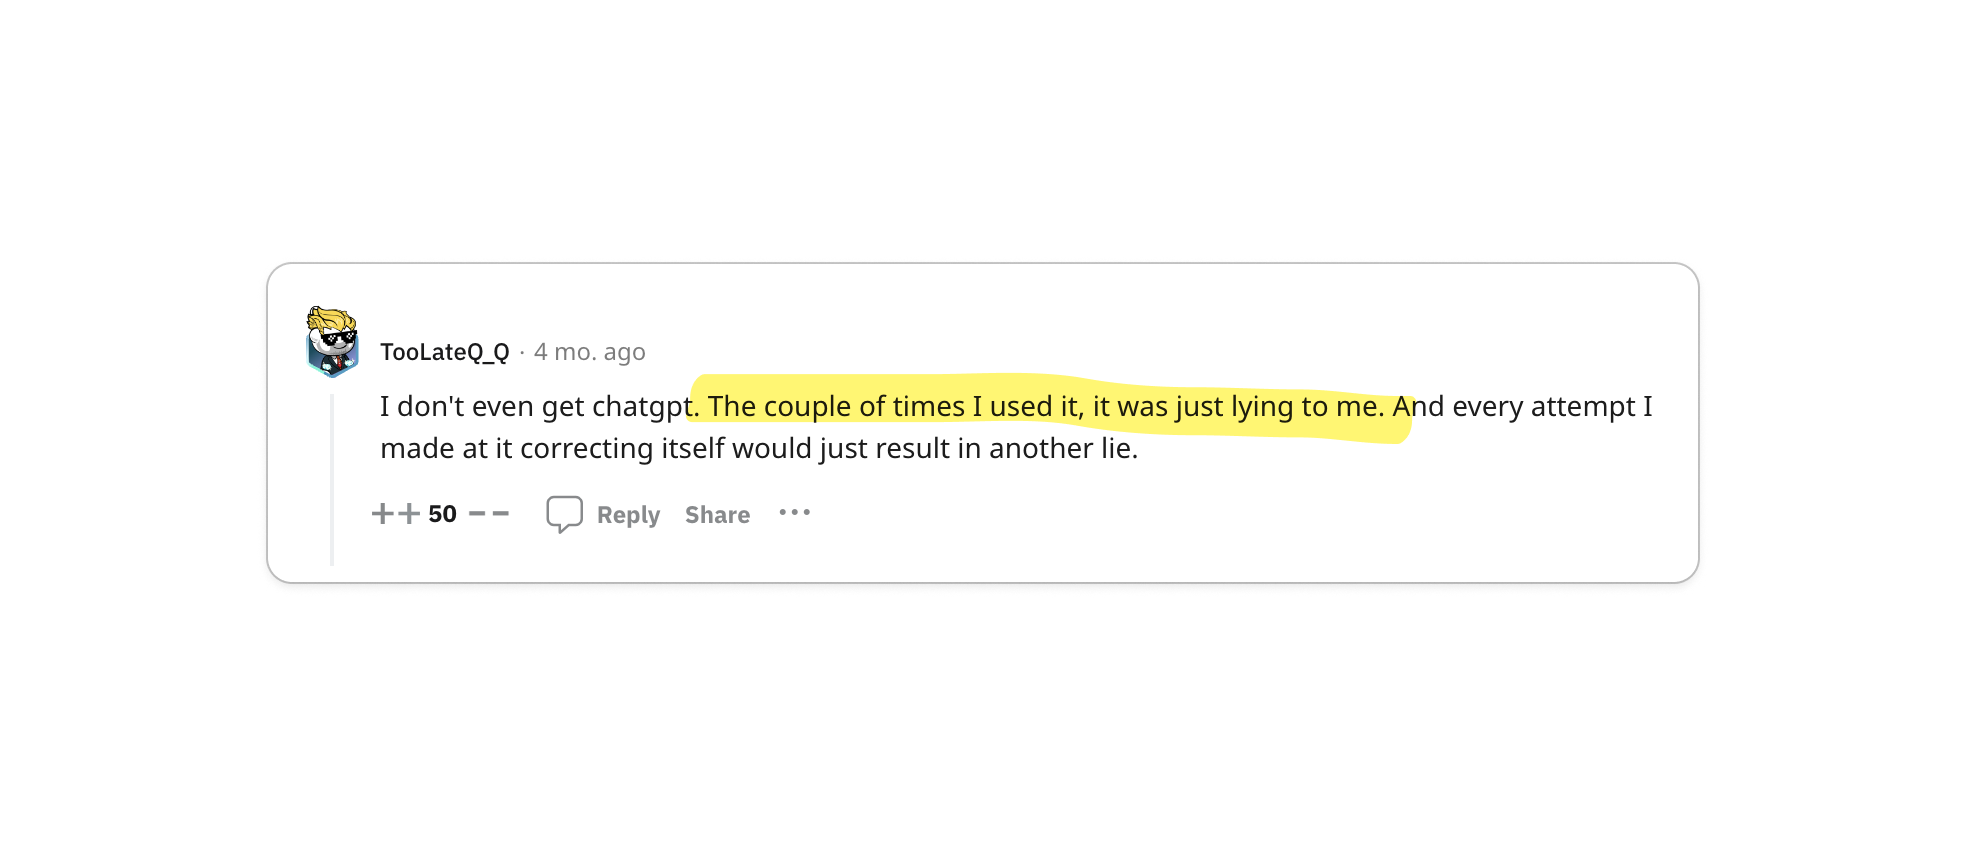 TooLateQ_Q · 4 mo. ago
I don't even get chatgpt. The couple of times I used it, it was just lying to me. And every attempt I
made at it correcting itself would just result in another lie.
++ 50 -- Reply Share ···